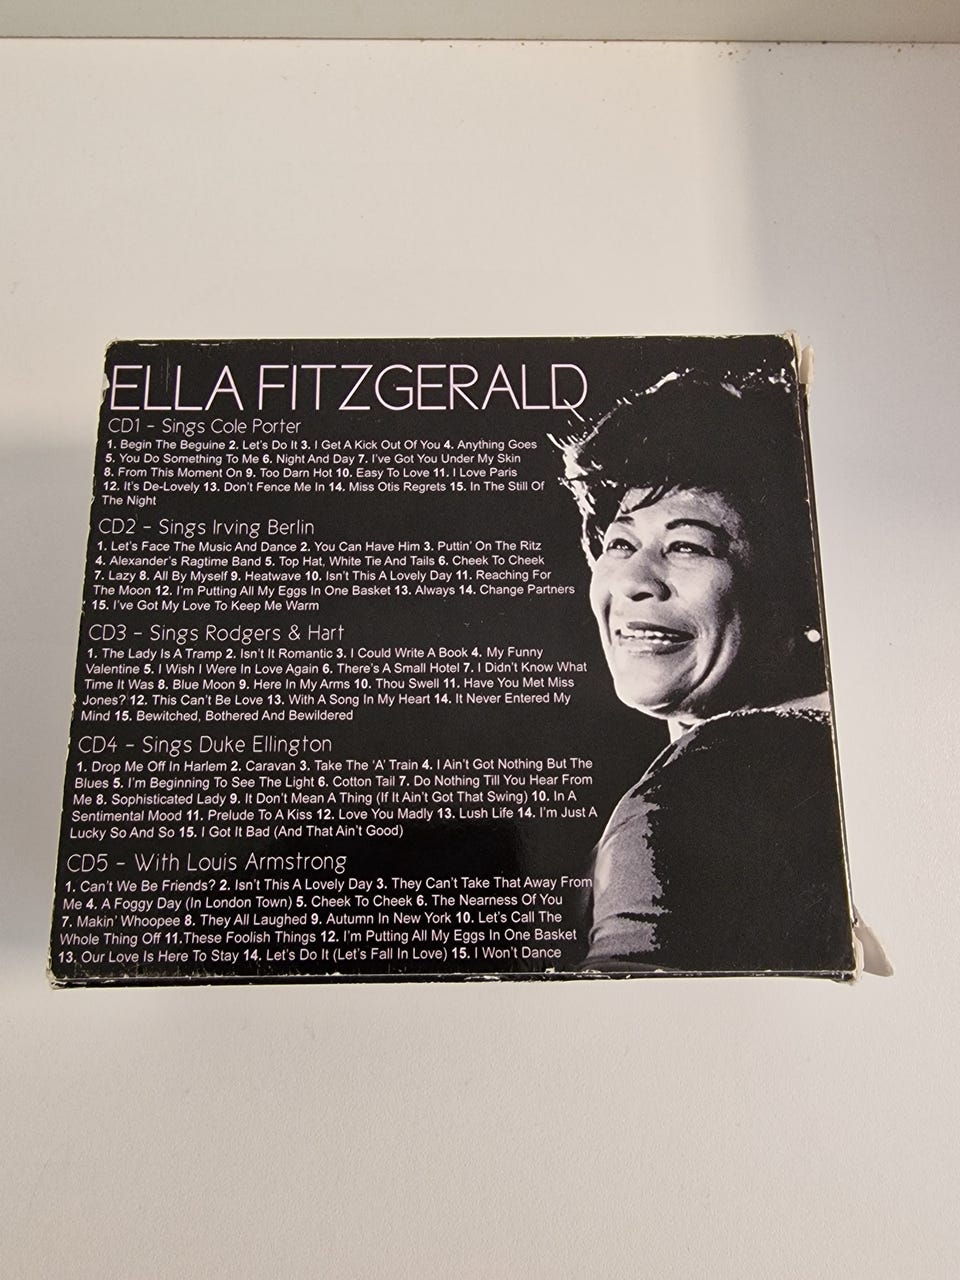 ELLA FITZGERALD
CD1 - Sings Cole Porter
1. Begin The Beguine 2. Let's Do It 3. I Get A Kick Out Of You 4. Anything Goes
5. You Do Something To Me 6. Night And Day 7. I've Got You Under My Skin
8. From This Moment On 9. Too Darn Hot 10. Easy To Love 11. I Love Paris
12. It's De-Lovely 13. Don't Fence Me In 14. Miss Otis Regrets 15. In The Still Of
The Night
CD2 - Sings Irving Berlin
1. Let's Face The Music And Dance 2. You Can Have Him 3. Puttin' On The Ritz
4. Alexander's Ragtime Band 5. Top Hat, White Tie And Tails 6. Cheek To Cheek
7. Lazy 8. All By Myself 9. Heatwave 10. Isn't This A Lovely Day 11. Reaching For
The Moon 12. I'm Putting All My Eggs In One Basket 13. Always 14. Change Partners
15. I've Got My Love To Keep Me Warm
CD3 - Sings Rodgers & Hart
1. The Lady Is A Tramp 2. Isn't It Romantic 3. I Could Write A Book 4. My Funny
Valentine 5. I Wish I Were In Love Again 6. There's A Small Hotel 7. I Didn't Know What
Time It Was 8. Blue Moon 9. Here In My Arms 10. Thou Swell 11. Have You Met Miss
Jones? 12. This Can't Be Love 13. With A Song In My Heart 14. It Never Entered My
Mind 15. Bewitched, Bothered And Bewildered
CD4 - Sings Duke Ellington
1. Drop Me Off In Harlem 2. Caravan 3. Take The 'A' Train 4. I Ain't Got Nothing But The
Blues 5. I'm Beginning To See The Light 6. Cotton Tail 7. Do Nothing Till You Hear From
Me 8. Sophisticated Lady 9. It Don't Mean A Thing (If It Ain't Got That Swing) 10. In A
Sentimental Mood 11. Prelude To A Kiss 12. Love You Madly 13. Lush Life 14. I'm Just A
Lucky So And So 15. I Got It Bad (And That Ain't Good)
CD5 - With Louis Armstrong
1. Can't We Be Friends? 2. Isn't This A Lovely Day 3. They Can't Take That Away From
Me 4. A Foggy Day (In London Town) 5. Cheek To Cheek 6. The Nearness Of You
7. Makin' Whoopee 8. They All Laughed 9. Autumn In New York 10. Let's Call The
Whole Thing Off 11.These Foolish Things 12. I'm Putting All My Eggs In One Basket
13. Our Love Is Here To Stay 14. Let's Do It (Let's Fall In Love) 15. I Won't Dance